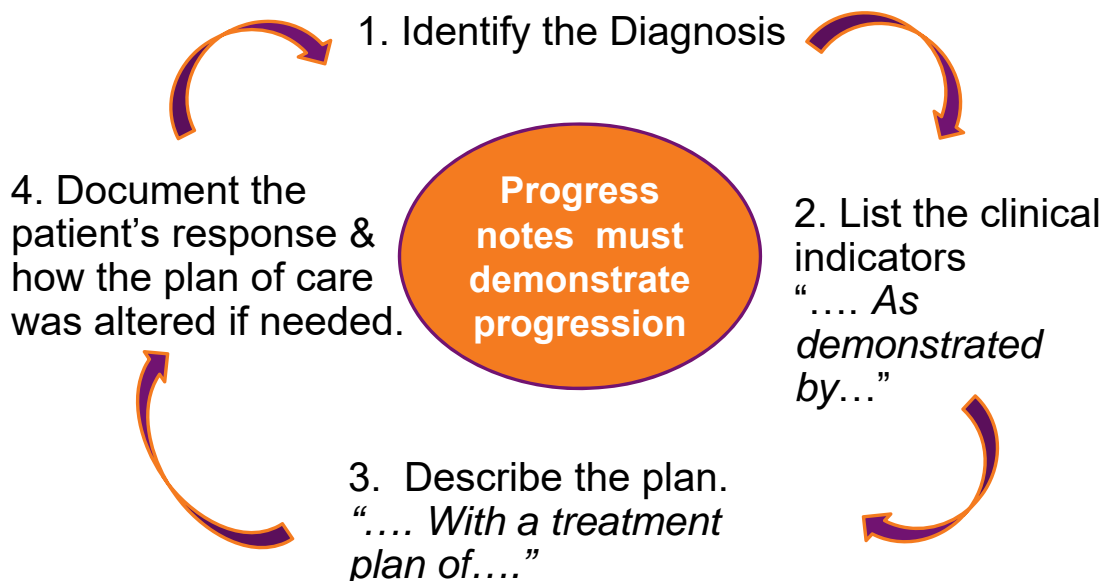 1. Identify the Diagnosis
2. List the clinical
indicators
“…. As
demonstrated
by…”
3.  Describe the plan.
“…. With a treatment
plan of….”
4. Document the
patient’s response &
how the plan of care
was altered if needed.
Progress
notes  must
demonstrate
progression